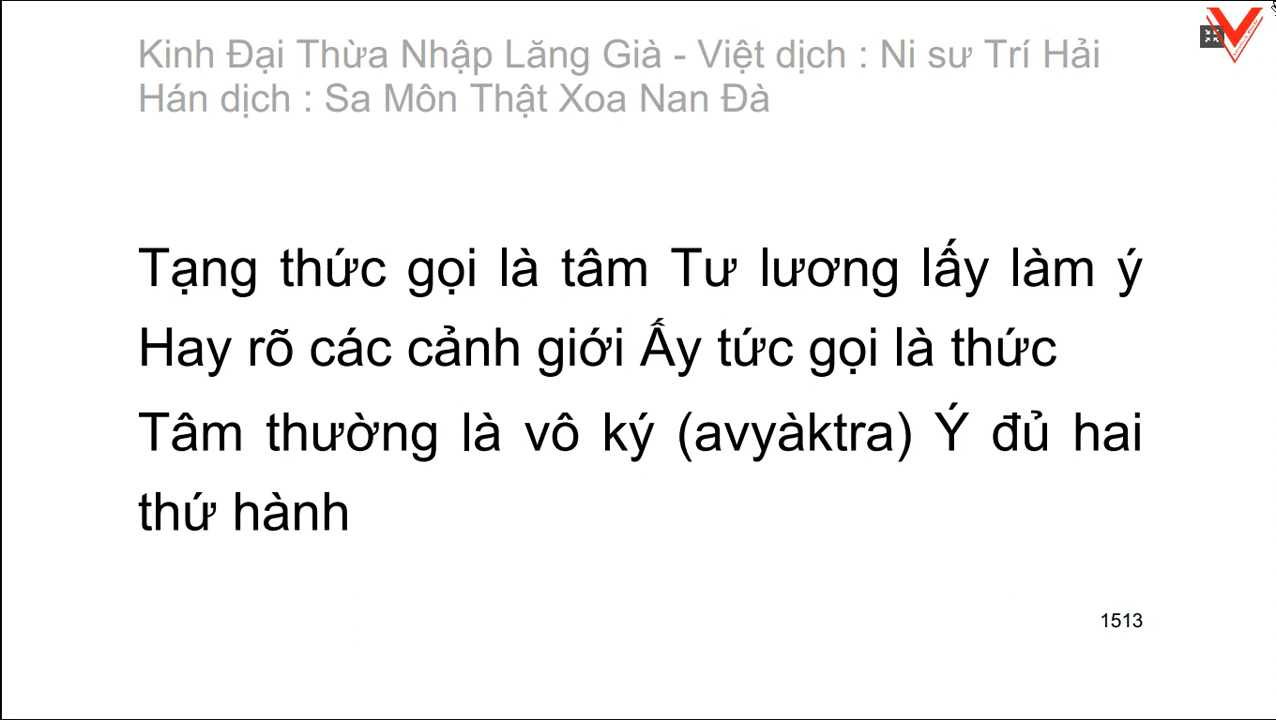 Kinh Đại Thừa Nhập Lăng Già - Việt dịch : Ni sư Trí Hải
Hán dịch : Sa Môn Thật Xoa Nan Đà
Tạng thức gọi là tâm Tư lương lấy làm ý
Hay rõ các cảnh giới Ấy tức gọi là thức
Tâm thường là vô ký (avyàktra) Ý đủ hai
thứ hành
1513